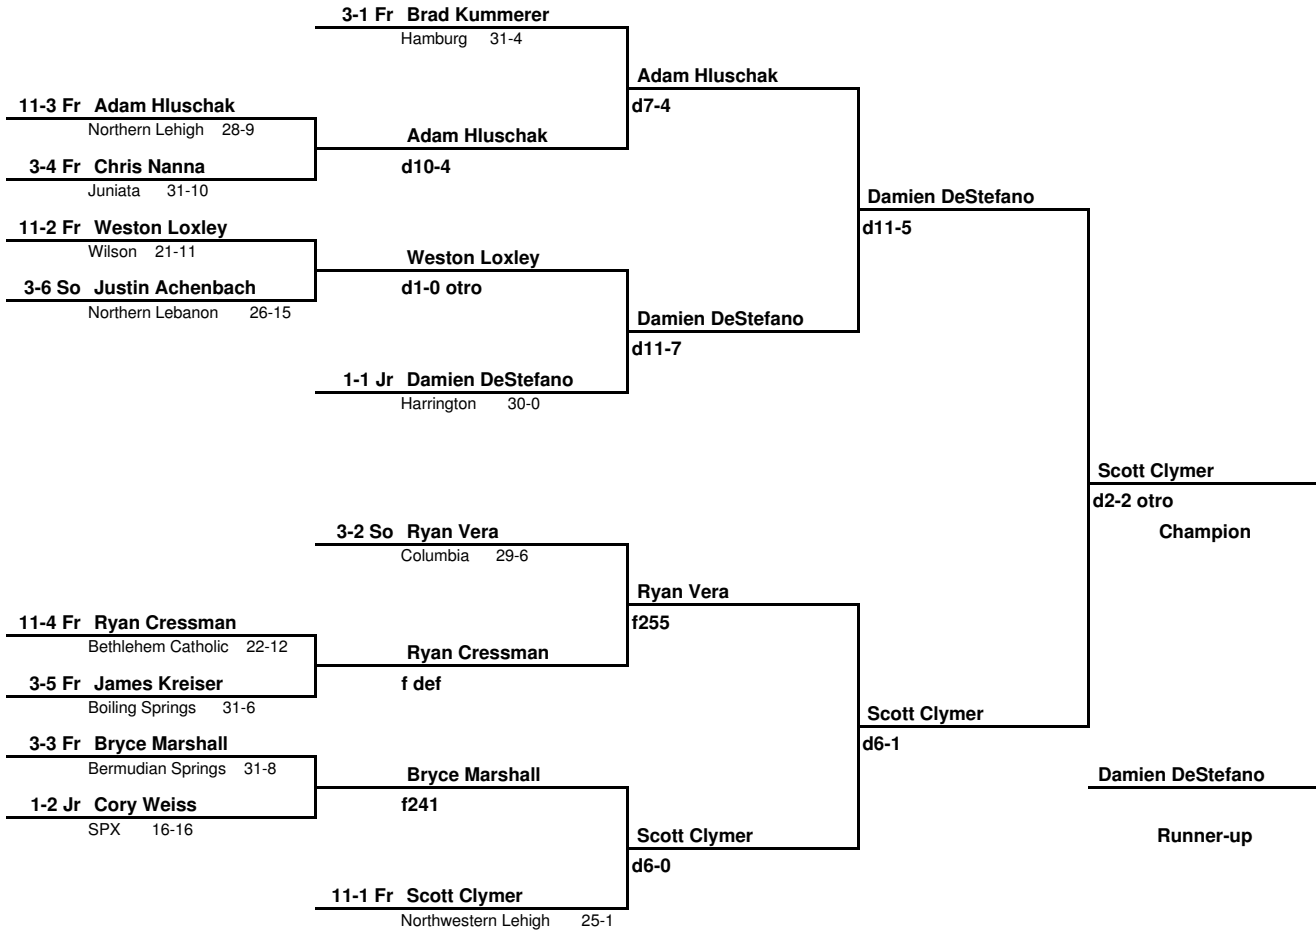 3-1 Fr Brad Kummerer
Hamburg 31-4
Adam Hluschak
11-3 Fr Adam Hluschak
d7-4
Northern Lehigh 28-9
Adam Hluschak
3-4 Fr Chris Nanna
d10-4
Juniata 31-10
Damien DeStefano
11-2 Fr Weston Loxley
d11-5
Wilson 21-11
Weston Loxley
3-6 So Justin Achenbach
d1-0 otro
Northern Lebanon 26-15
Damien DeStefano
d11-7
1-1 Jr Damien DeStefano
Harrington 30-0
Scott Clymer
d2-2 otro
Champion
3-2 So Ryan Vera
Columbia 29-6
Ryan Vera
11-4 Fr Ryan Cressman
f255
Bethlehem Catholic 22-12
Ryan Cressman
3-5 Fr James Kreiser
f def
Boiling Springs 31-6
Scott Clymer
3-3 Fr Bryce Marshall
d6-1
Bermudian Springs 31-8
Bryce Marshall
Damien DeStefano
1-2 Jr Cory Weiss
f241
SPX 16-16
Scott Clymer
Runner-up
d6-0
11-1 Fr Scott Clymer
Northwestern Lehigh 25-1